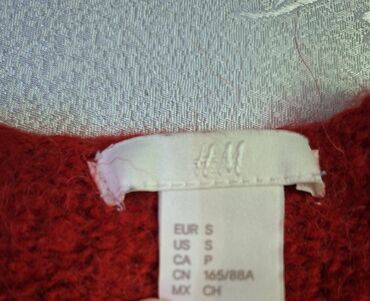 H&M
EUR S
US S
CA P
CN 165/88A
MX CH